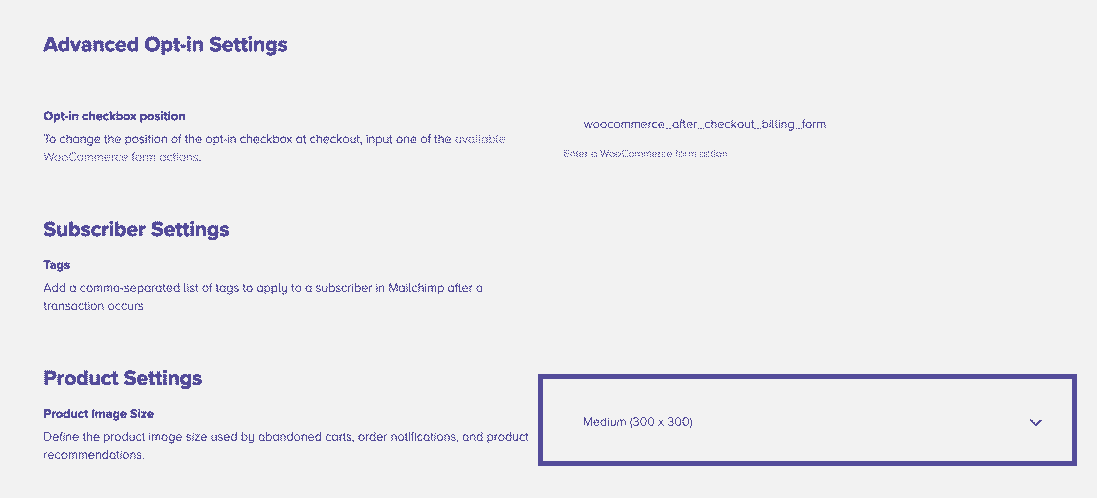 Advanced Opt-in Settings
Opt-in checkbox position
To change the position of the opt-in checkbox at checkout, input one of the available
WooCommerce form actions.
woocommerce_after_checkout_billing_form
Enter a WooCommerce form action
Subscriber Settings
Tags
Add a comma-separated list of tags to apply to a subscriber in Mailchimp after a
transaction occurs
Product Settings
Product Image Size
Define the product image size used by abandoned carts, order notifications, and product
recommendations.
Medium (300 x 300)